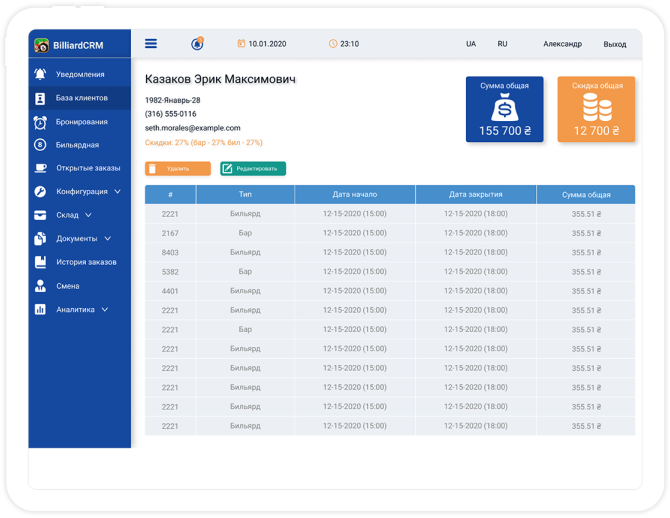 BilliardCRM
10.01.2020
23:10
UA
RU
Александр
Выход
Уведомления
База клиентов
Бронирования
8
Бильярдная
Открытые заказы
Конфигурация
Склад
Документы
История заказов
Смена
Аналитика
Казаков Эрик Максимович
1982-Янаврь-28
(316) 555-0116
seth.morales@example.com
Скидки: 27% (бар - 27% бил - 27%)
Сумма общая
$
155 700 ₴
Скидка общая
12 700 ₴
Удалить
Редактировать
# Тип Дата начало Дата закрытия Сумма общая
2221 Бильярд 12-15-2020 (15:00) 12-15-2020 (18:00) 355.51 ₴
2167 Бар 12-15-2020 (15:00) 12-15-2020 (18:00) 355.51 ₴
8403 Бильярд 12-15-2020 (15:00) 12-15-2020 (18:00) 355.51 ₴
5382 Бар 12-15-2020 (15:00) 12-15-2020 (18:00) 355.51 ₴
4401 Бильярд 12-15-2020 (15:00) 12-15-2020 (18:00) 355.51 ₴
2221 Бильярд 12-15-2020 (15:00) 12-15-2020 (18:00) 355.51 ₴
2221 Бар 12-15-2020 (15:00) 12-15-2020 (18:00) 355.51 ₴
2221 Бильярд 12-15-2020 (15:00) 12-15-2020 (18:00) 355.51 ₴
2221 Бильярд 12-15-2020 (15:00) 12-15-2020 (18:00) 355.51 ₴
2221 Бильярд 12-15-2020 (15:00) 12-15-2020 (18:00) 355.51 ₴
2221 Бильярд 12-15-2020 (15:00) 12-15-2020 (18:00) 355.51 ₴
2221 Бильярд 12-15-2020 (15:00) 12-15-2020 (18:00) 355.51 ₴